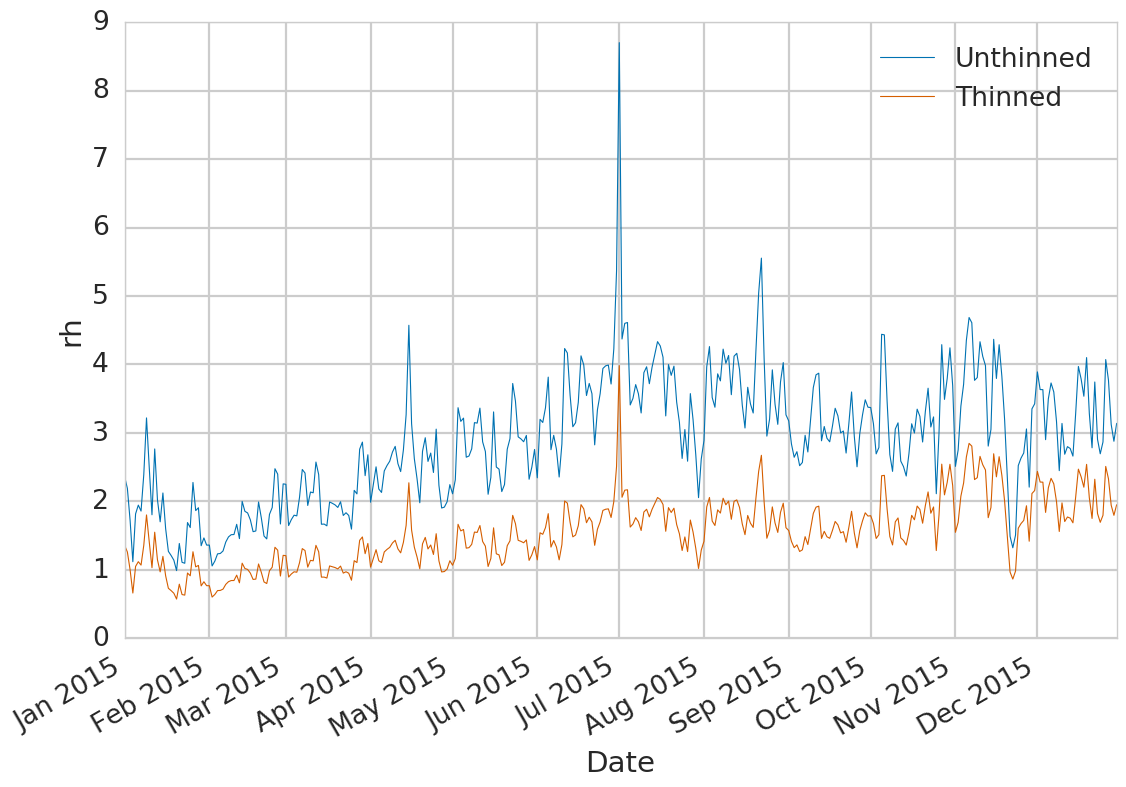 9
8
7
6
5
4
3
2
1
0
rh
Unthinned
Thinned
Jan 2015
Feb 2015
Mar 2015
Apr 2015
May 2015
Jun 2015
Jul 2015
Aug 2015
Sep 2015
Oct 2015
Nov 2015
Dec 2015
Date